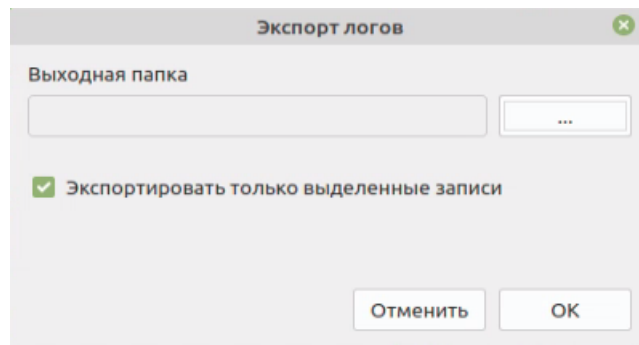 Экспорт логов
Выходная папка
...
Экспортировать только выделенные записи
Отменить OK